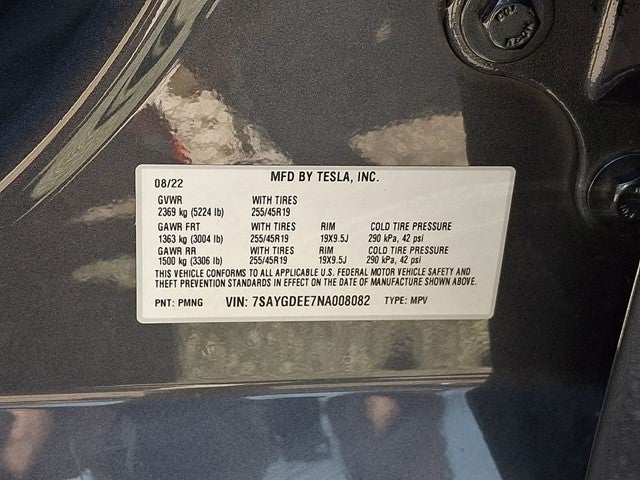 08/22 MFD BY TESLA, INC.
GVWR WITH TIRES
2369 kg (5224 lb) 255/45R19
GAWR FRT WITH TIRES RIM COLD TIRE PRESSURE
1363 kg (3004 lb) 255/45R19 19X9.5J 290 kPa, 42 psi
GAWR RR WITH TIRES RIM COLD TIRE PRESSURE
1500 kg (3306 lb) 255/45R19 19X9.5J 290 kPa, 42 psi
THIS VEHICLE CONFORMS TO ALL APPLICABLE U.S. FEDERAL MOTOR VEHICLE SAFETY AND
THEFT PREVENTION STANDARDS IN EFFECT ON THE DATE OF MANUFACTURE SHOWN ABOVE.
PNT: PMNG VIN: 7SAYGDEE7NA008082 TYPE: MPV